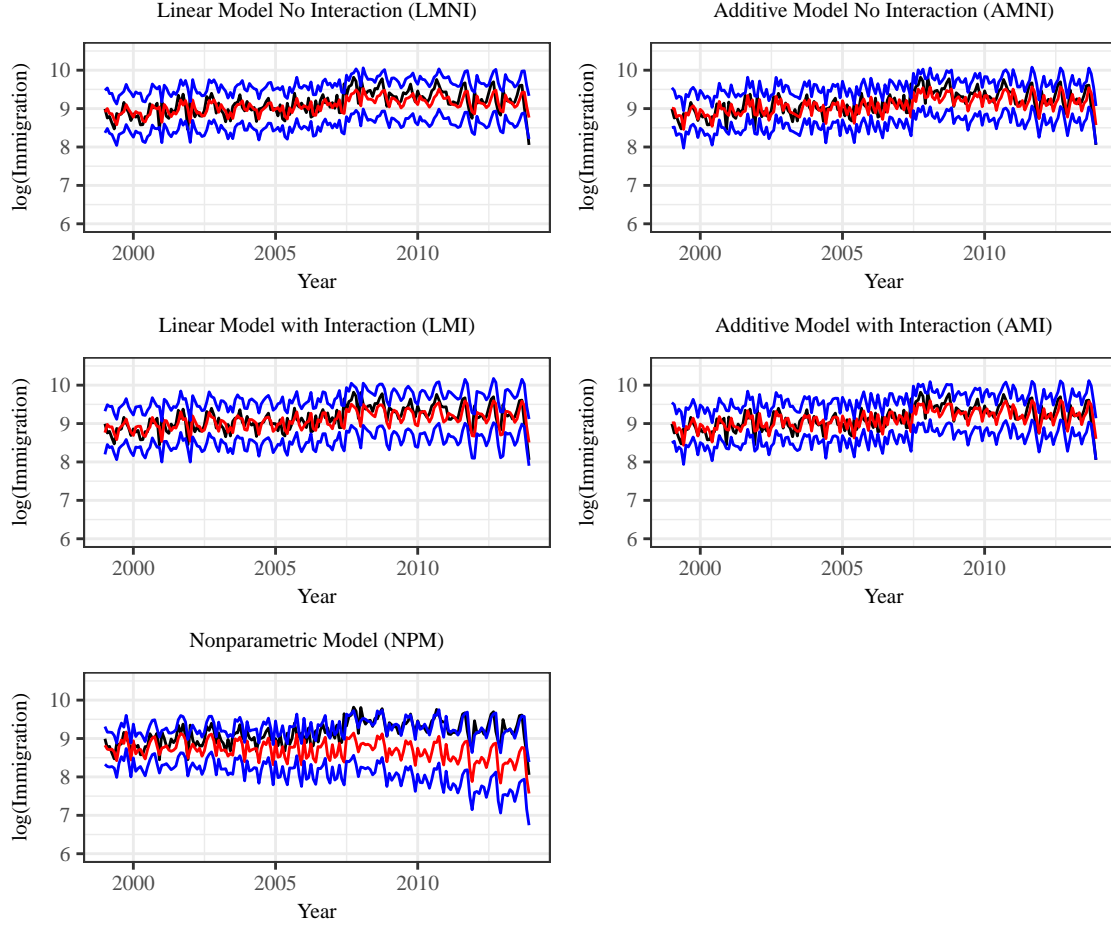 Linear Model No Interaction (LMNI)
log(Immigration)
10
9
8
7
6
2000 2005 2010
Year
Additive Model No Interaction (AMNI)
log(Immigration)
10
9
8
7
6
2000 2005 2010
Year
Linear Model with Interaction (LMI)
log(Immigration)
10
9
8
7
6
2000 2005 2010
Year
Additive Model with Interaction (AMI)
log(Immigration)
10
9
8
7
6
2000 2005 2010
Year
Nonparametric Model (NPM)
log(Immigration)
10
9
8
7
6
2000 2005 2010
Year